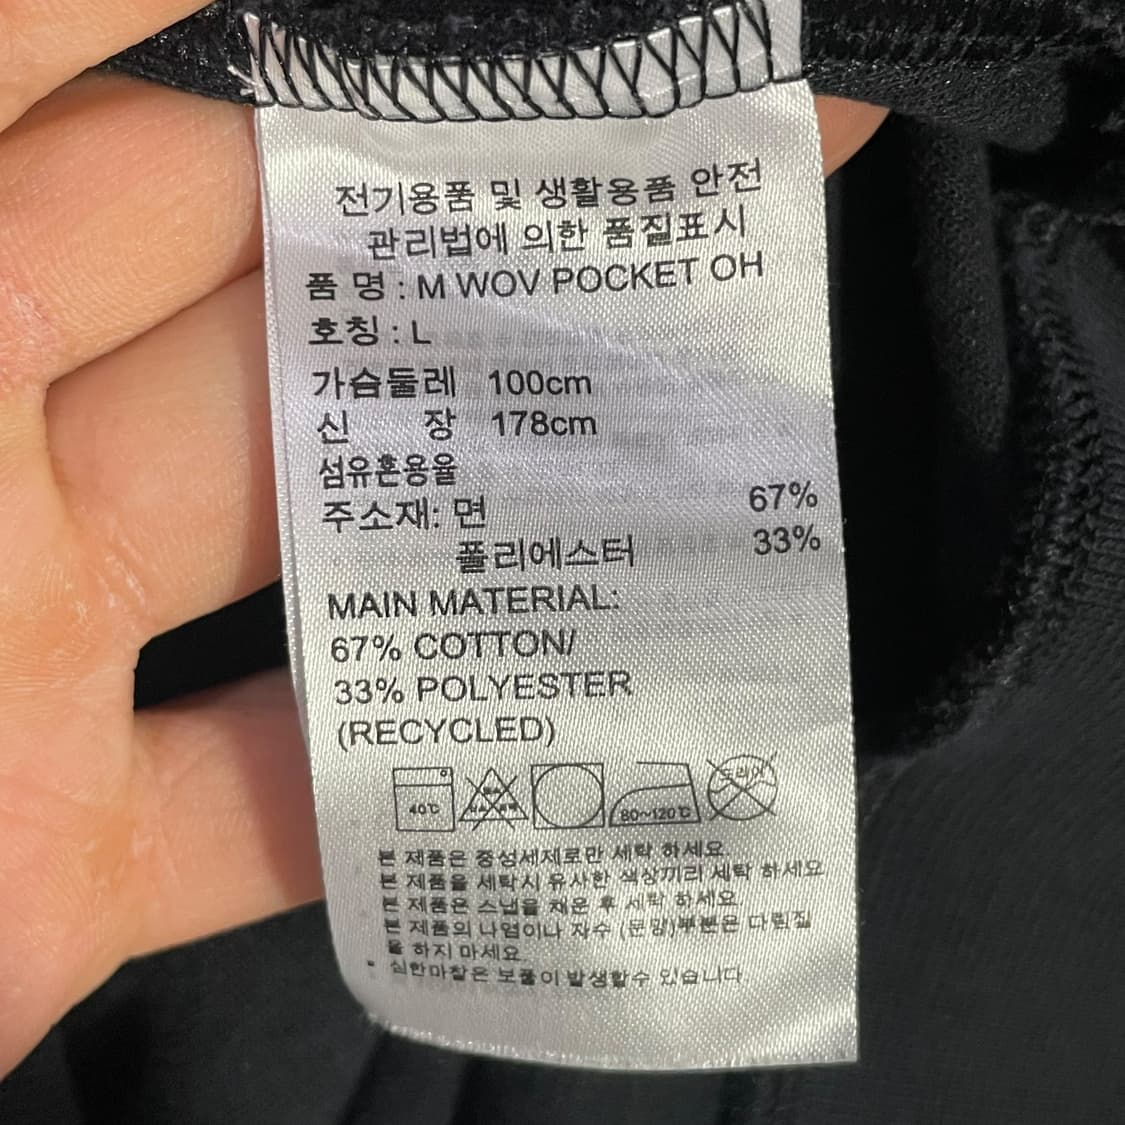 전기용품 및 생활용품 안전
관리법에 의한 품질표시
품 명 : M WOV POCKET OH
호칭 : L
가슴둘레 100cm
신 장 178cm
섬유혼용율
주소재: 면 67%
폴리에스터 33%
MAIN MATERIAL:
67% COTTON/
33% POLYESTER
(RECYCLED)
40℃ 80~120℃ 드라이
본 제품은 중성세제로만 세탁 하세요.
본 제품을 세탁시 유사한 색상끼리 세탁 하세요
본 제품은 스냅을 채운 후 세탁 하세요
본 제품의 나염이나 자수 (문양)부분은 다림질
을 하지 마세요.
* 심한마찰은 보풀이 발생할수 있습니다.